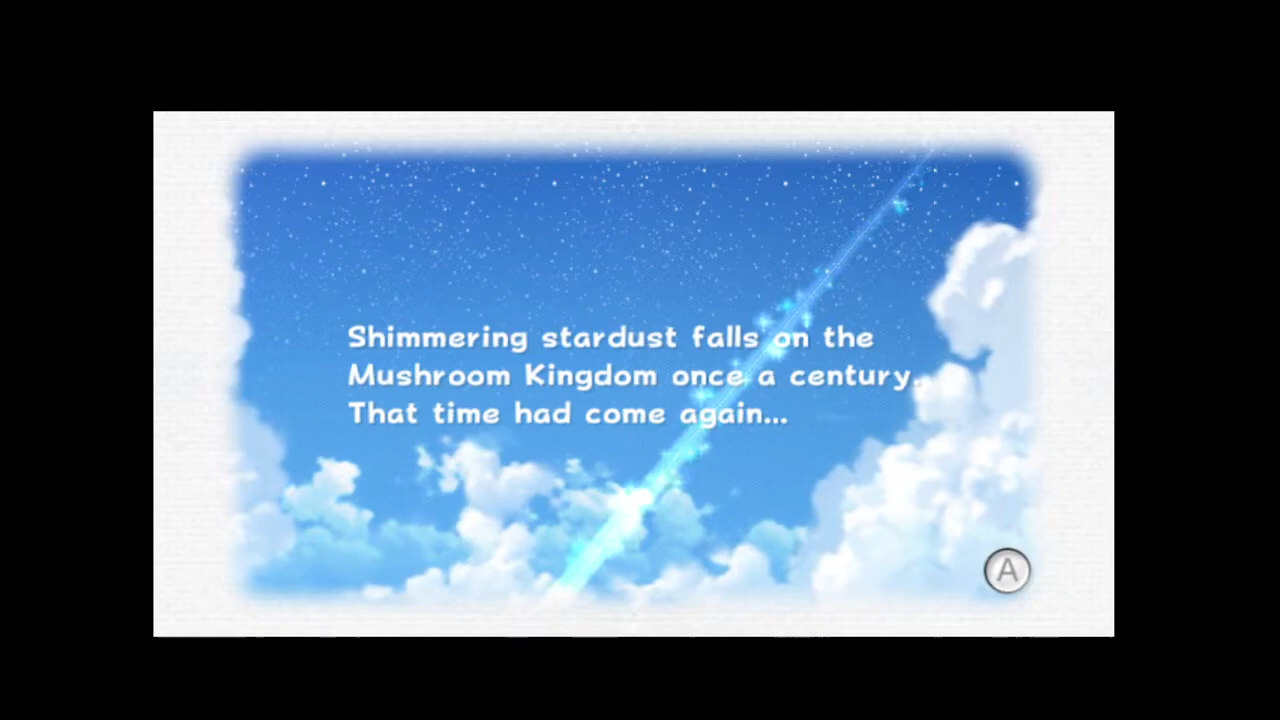 Shimmering stardust falls on the
Mushroom Kingdom once a century.
That time had come again...
A